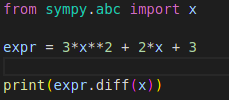 from sympy.abc import x
expr = 3*x**2 + 2*x + 3
print(expr.diff(x))